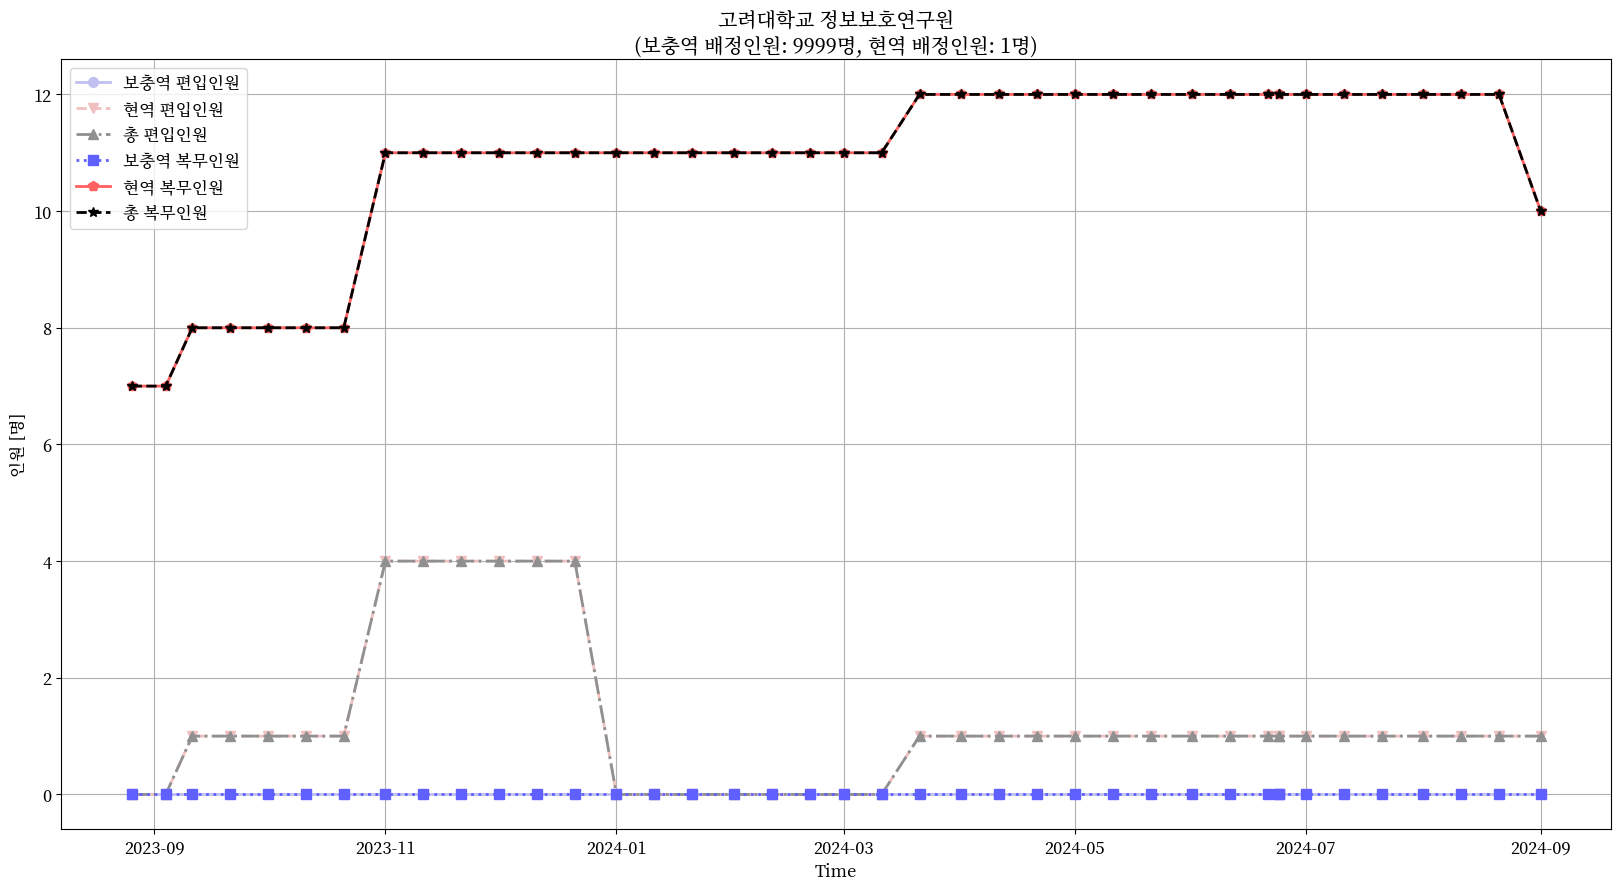 고려대학교 정보보호연구원
(보충역 배정인원: 9999명, 현역 배정인원: 1명)
보충역 편입인원
현역 편입인원
총 편입인원
보충역 복무인원
현역 복무인원
총 복무인원
12
10
8
6
4
2
0
인원 [명]
2023-09
2023-11
2024-01
2024-03
2024-05
2024-07
2024-09
Time